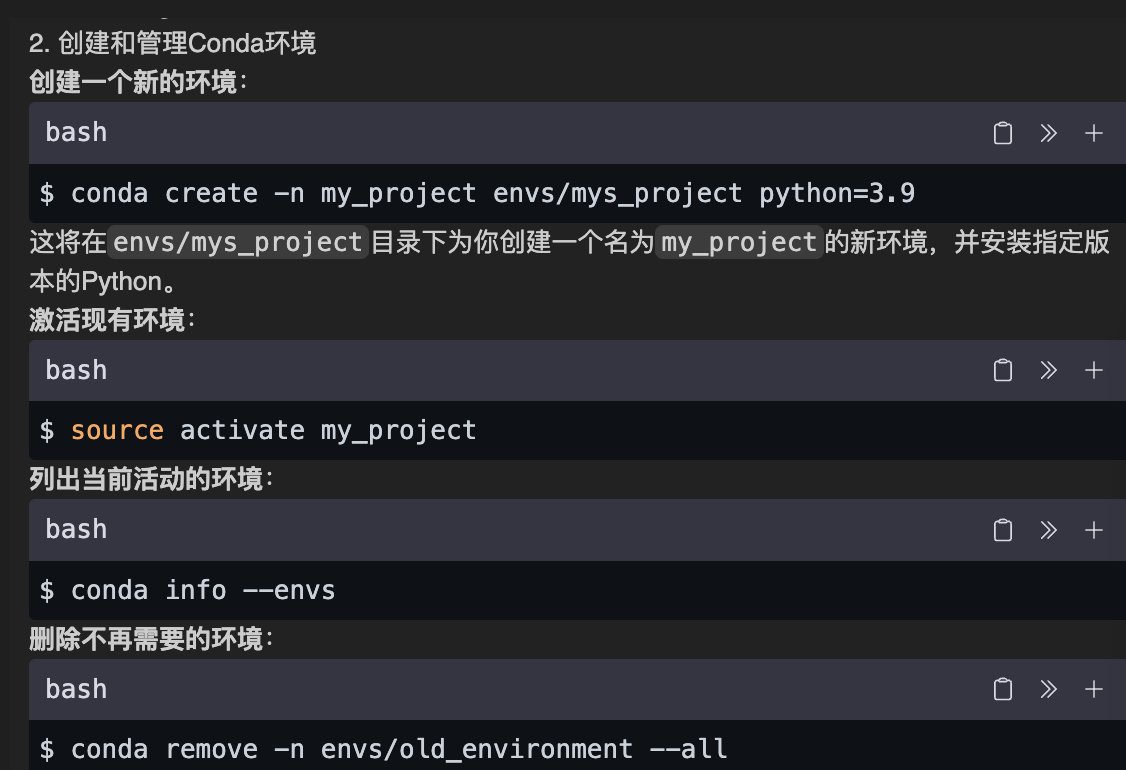 2. 创建和管理Conda环境
创建一个新的环境：
bash
$ conda create -n my_project envs/mys_project python=3.9
这将在envs/mys_project目录下为你创建一个名为my_project的新环境，并安装指定版
本的Python。
激活现有环境：
bash
$ source activate my_project
列出当前活动的环境：
bash
$ conda info --envs
删除不再需要的环境：
bash
$ conda remove -n envs/old_environment --all